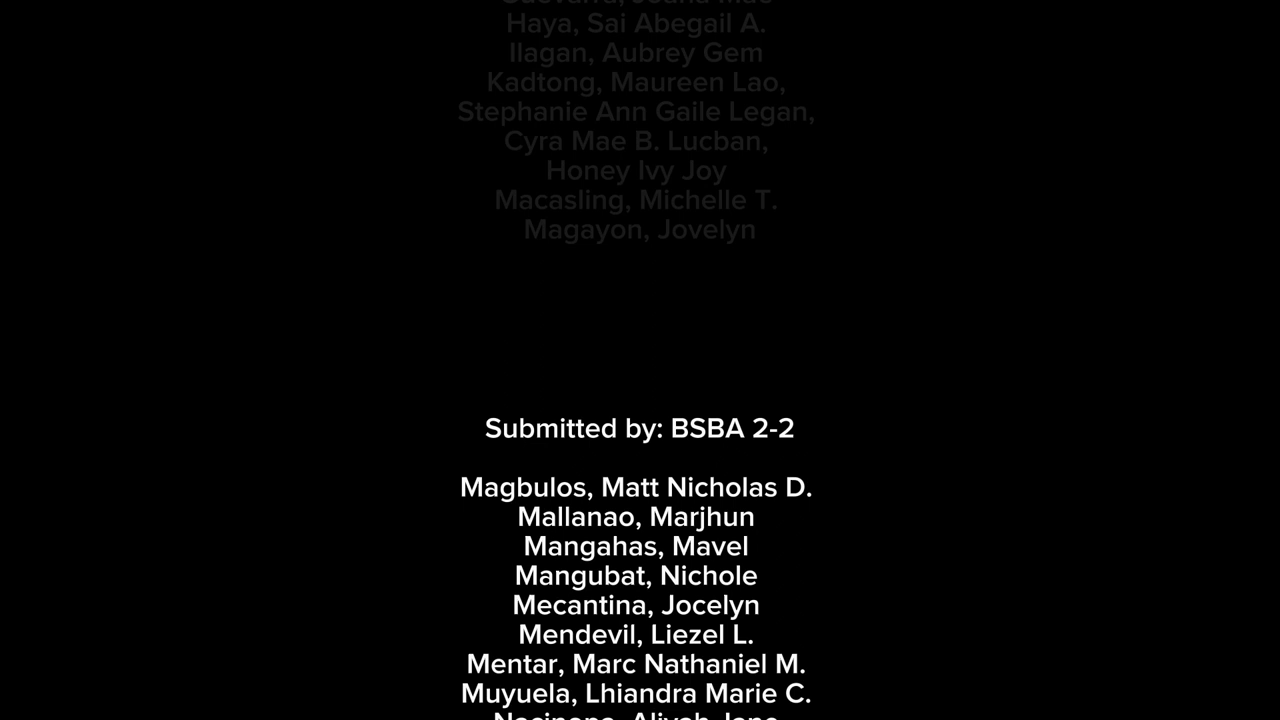 Haya, Sai Abegail A.
Ilagan, Aubrey Gem
Kadtong, Maureen Lao,
Stephanie Ann Gaile Legan,
Cyra Mae B. Lucban,
Honey Ivy Joy
Macasling, Michelle T.
Magayon, Jovelyn
Submitted by: BSBA 2-2
Magbulos, Matt Nicholas D.
Mallanao, Marjhun
Mangahas, Mavel
Mangubat, Nichole
Mecantina, Jocelyn
Mendevil, Liezel L.
Mentar, Marc Nathaniel M.
Muyuela, Lhiandra Marie C.